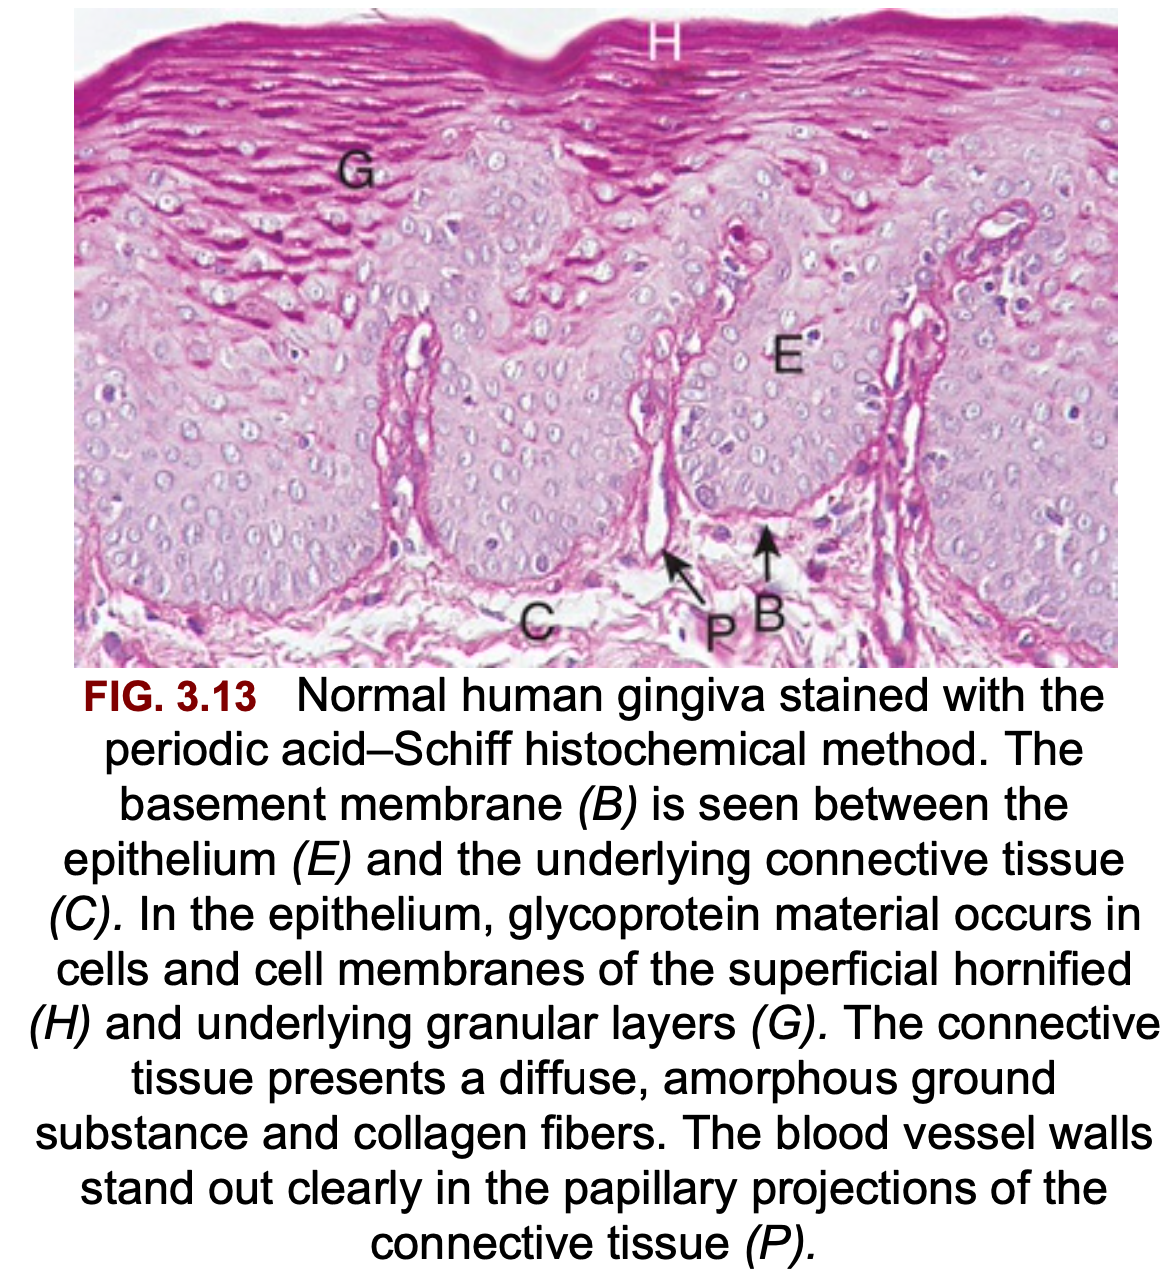 H
G
E
C
P
B
FIG. 3.13 Normal human gingiva stained with the
periodic acid–Schiff histochemical method. The
basement membrane (B) is seen between the
epithelium (E) and the underlying connective tissue
(C). In the epithelium, glycoprotein material occurs in
cells and cell membranes of the superficial hornified
(H) and underlying granular layers (G). The connective
tissue presents a diffuse, amorphous ground
substance and collagen fibers. The blood vessel walls
stand out clearly in the papillary projections of the
connective tissue (P).